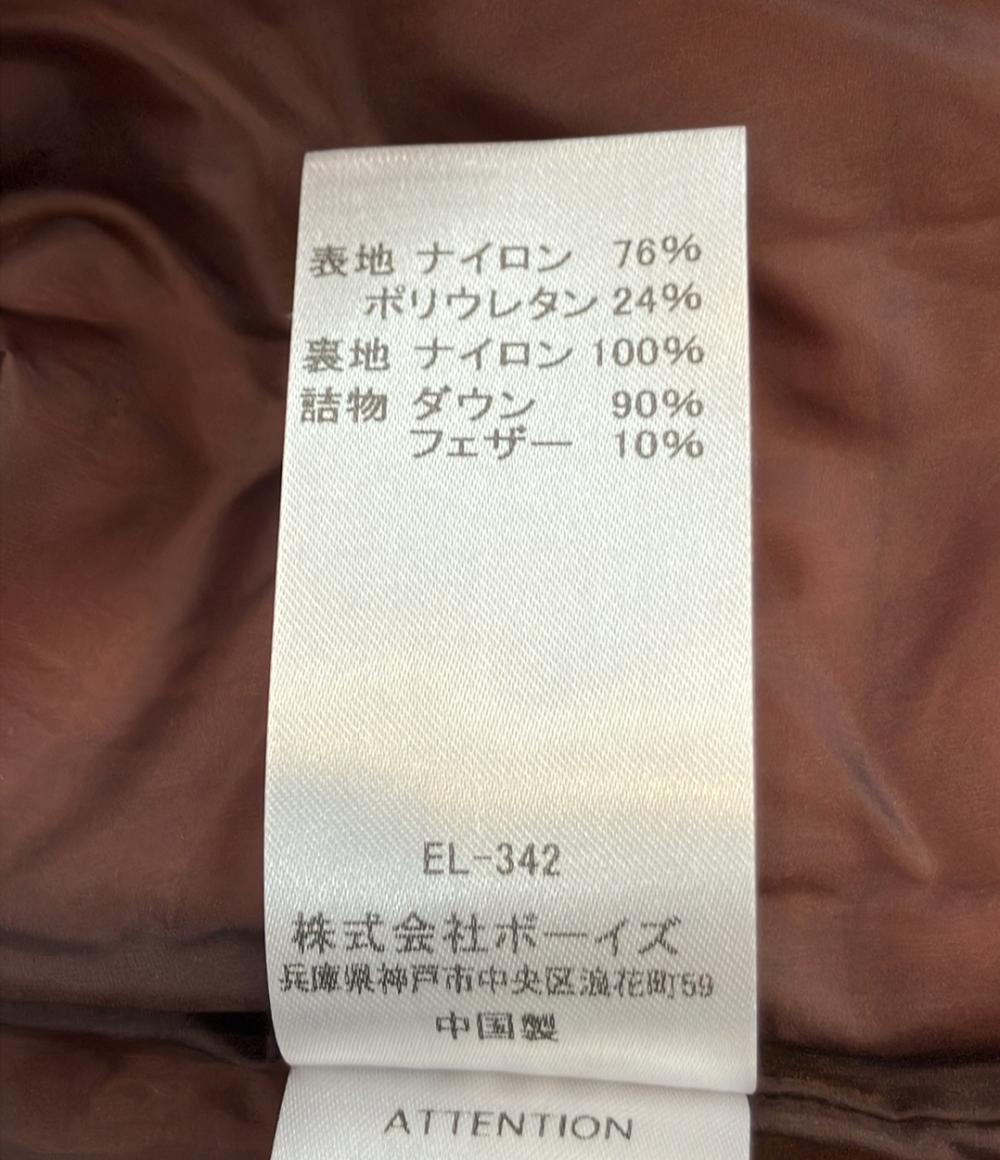 表地 ナイロン 76%
ポリウレタン 24%
裏地 ナイロン 100%
詰物 ダウン 90%
フェザー 10%
EL-342
株式会社ボーイズ
兵庫県神戸市中央区浪花町59
中国製
ATTENTION